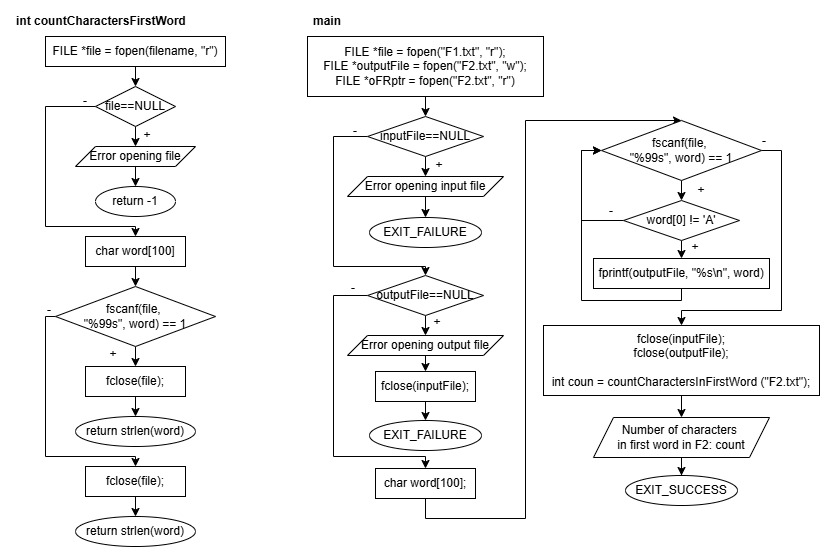 int countCharactersFirstWord
FILE *file = fopen(filename, "r")
-
file==NULL
+
Error opening file
return -1
char word[100]
-
fscanf(file,
"%99s", word) == 1
+
fclose(file);
return strlen(word)
fclose(file);
return strlen(word)
main
FILE *file = fopen("F1.txt", "r");
FILE *outputFile = fopen("F2.txt", "w");
FILE *oFRptr = fopen("F2.txt", "r")
-
inputFile==NULL
+
Error opening input file
EXIT_FAILURE
-
outputFile==NULL
+
Error opening output file
fclose(inputFile);
EXIT_FAILURE
char word[100];
fscanf(file,
"%99s", word) == 1
-
+
-
word[0] != 'A'
+
fprintf(outputFile, "%s\n", word)
fclose(inputFile);
fclose(outputFile);
int coun = countCharactersInFirstWord ("F2.txt");
Number of characters
in first word in F2: count
EXIT_SUCCESS